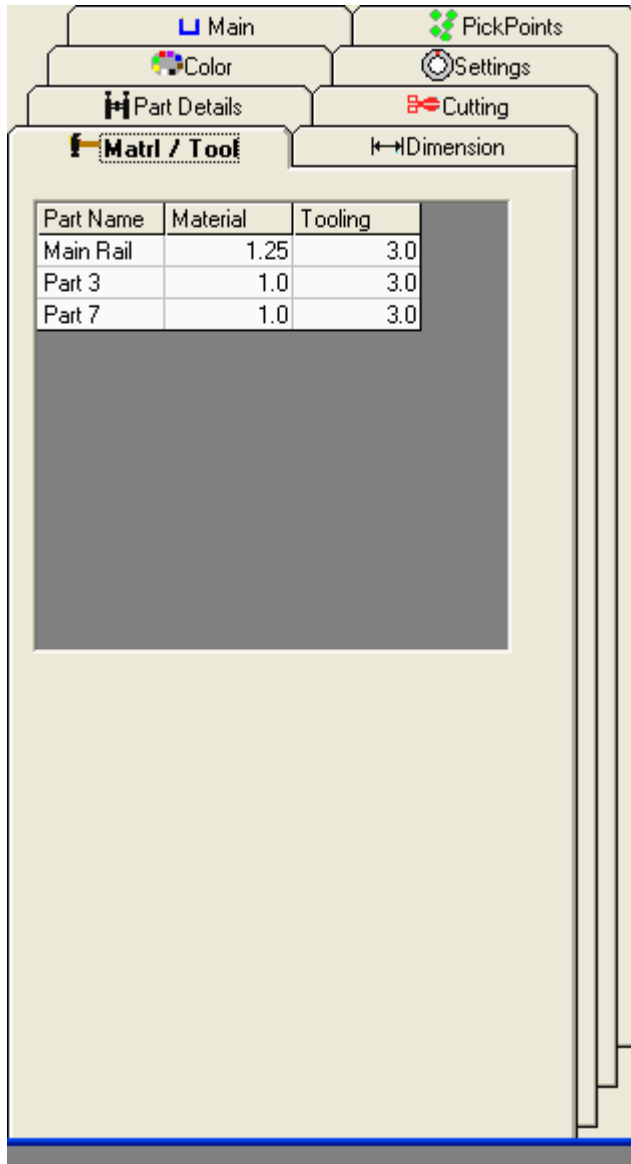 Main PickPoints
Color Settings
Part Details Cutting
Matrl / Tool Dimension
Part Name Material Tooling
Main Rail 1.25 3.0
Part 3 1.0 3.0
Part 7 1.0 3.0